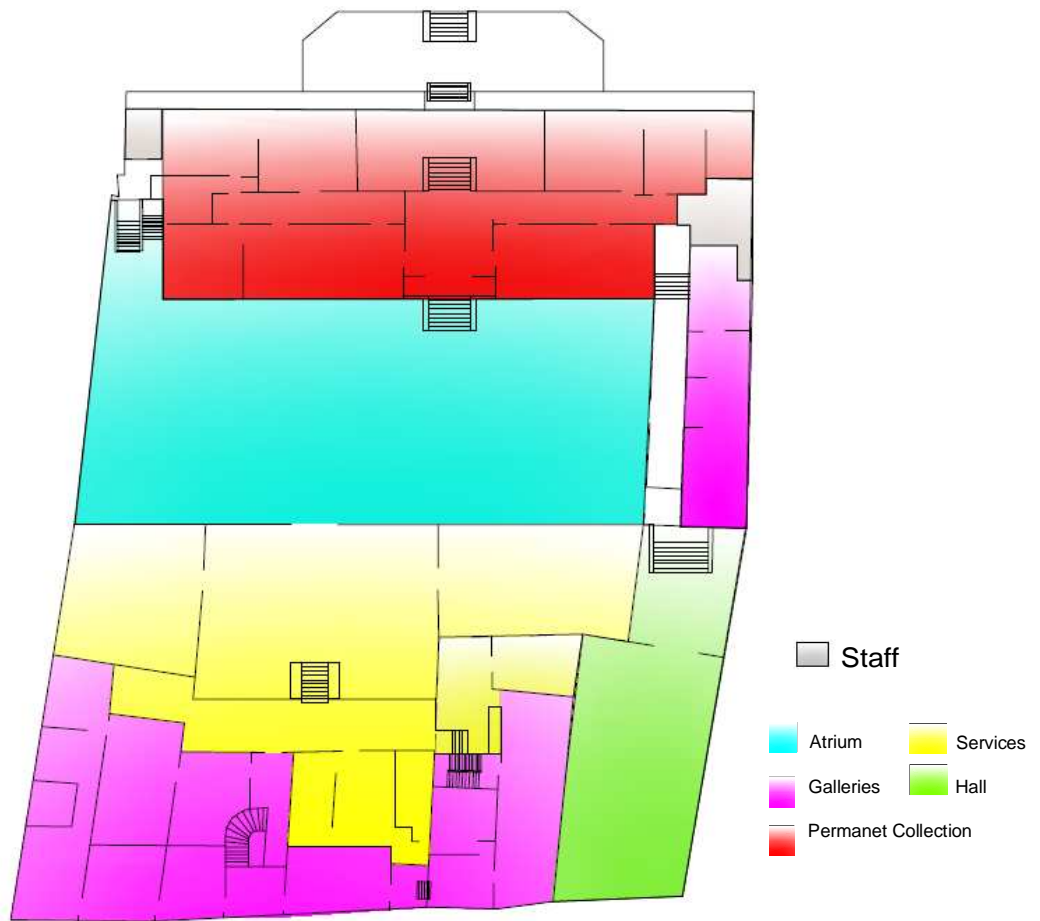 Staff
Atrium
Services
Galleries
Hall
Permanet Collection